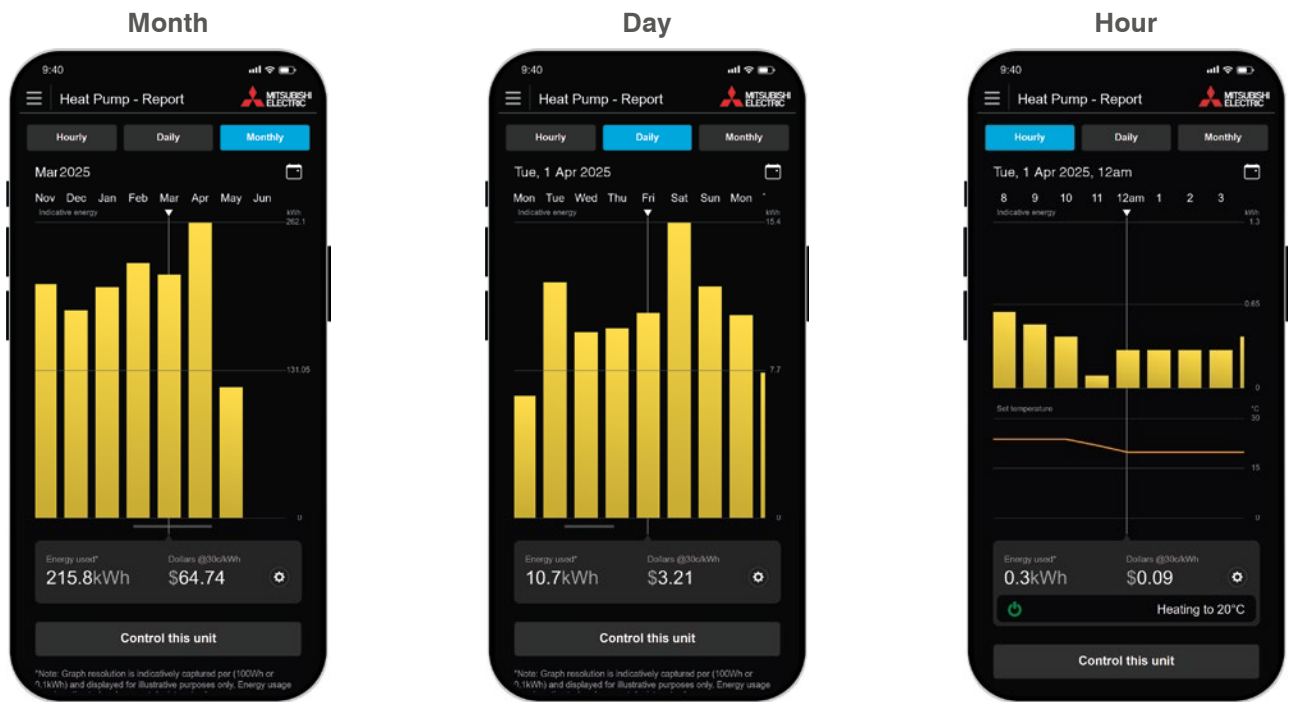 Month
9:40
Heat Pump - Report
MITSUBISHI
ELECTRIC
Hourly Daily Monthly
Mar 2025
Nov Dec Jan Feb Mar Apr May Jun
Indicative energy kWh
262.1
131.05
0
Energy used* Dollars @30c/kWh
215.8kWh $64.74
Control this unit
*Note: Graph resolution is indicatively captured per (100Wh or
0.1kWh) and displayed for illustrative purposes only. Energy usage
Day
9:40
Heat Pump - Report
MITSUBISHI
ELECTRIC
Hourly Daily Monthly
Tue, 1 Apr 2025
Mon Tue Wed Thu Fri Sat Sun Mon
Indicative energy kWh
15.4
7.7
0
Energy used* Dollars @30c/kWh
10.7kWh $3.21
Control this unit
*Note: Graph resolution is indicatively captured per (100Wh or
0.1kWh) and displayed for illustrative purposes only. Energy usage
Hour
9:40
Heat Pump - Report
MITSUBISHI
ELECTRIC
Hourly Daily Monthly
Tue, 1 Apr 2025, 12am
8 9 10 11 12am 1 2 3
Indicative energy kWh
1.3
0.65
0
Set temperature °C
30
15
0
Energy used* Dollars @30c/kWh
0.3kWh $0.09
Heating to 20°C
Control this unit